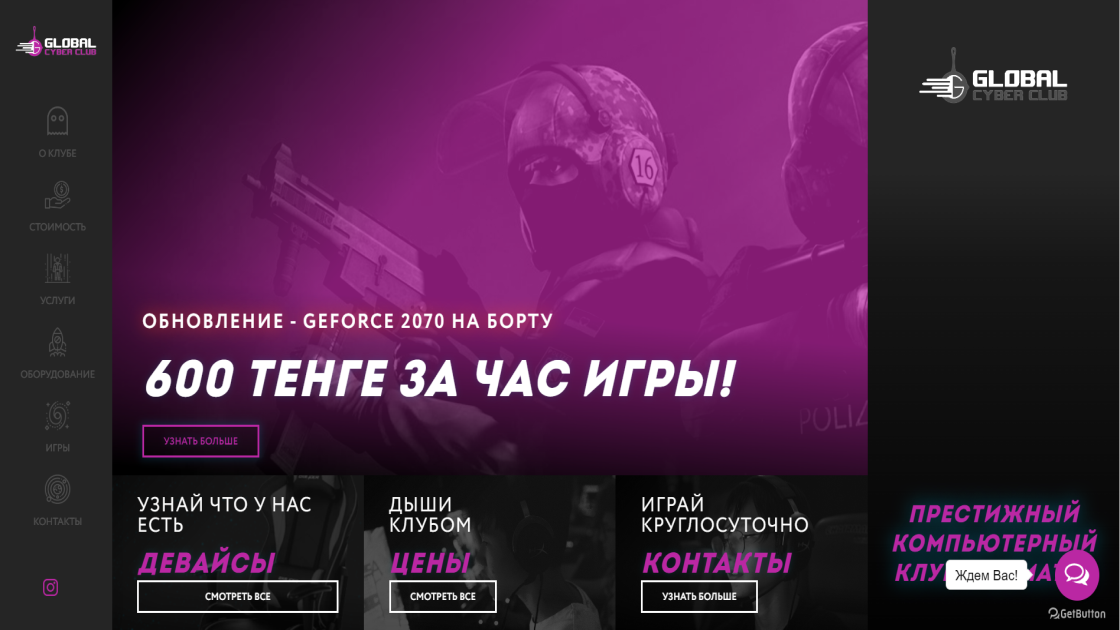 GLOBAL
CYBER CLUB
О КЛУБЕ
СТОИМОСТЬ
УСЛУГИ
ОБОРУДОВАНИЕ
ИГРЫ
КОНТАКТЫ
16
POLIZ
ОБНОВЛЕНИЕ - GEFORCE 2070 НА БОРТУ
600 ТЕНГЕ ЗА ЧАС ИГРЫ!
УЗНАТЬ БОЛЬШЕ
УЗНАЙ ЧТО У НАС
ЕСТЬ
ДЕВАЙСЫ
СМОТРЕТЬ ВСЕ
ДЫШИ
КЛУБОМ
ЦЕНЫ
СМОТРЕТЬ ВСЕ
ИГРАЙ
КРУГЛОСУТОЧНО
КОНТАКТЫ
УЗНАТЬ БОЛЬШЕ
GLOBAL
CYBER CLUB
ПРЕСТИЖНЫЙ
КОМПЬЮТЕРНЫЙ
Ждем Вас!
GetButton